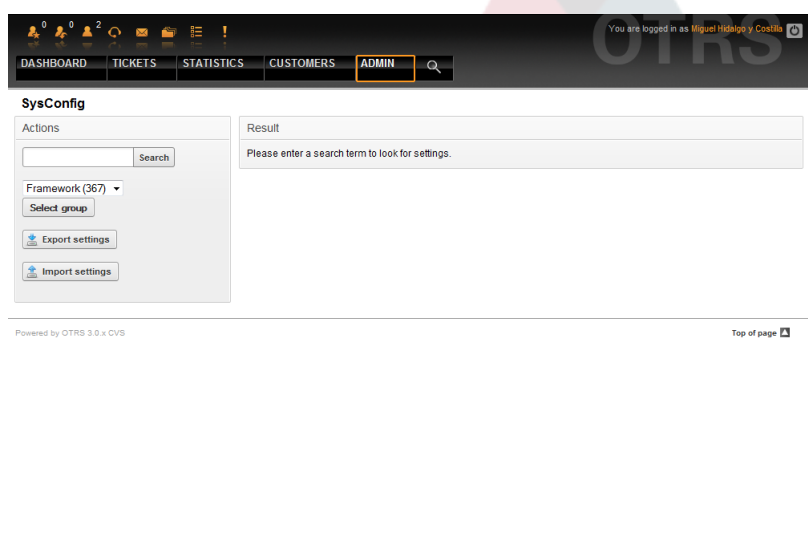 0 0 2 ! You are logged in as Miguel Hidalgo y Costilla
OTRS
DASHBOARD TICKETS STATISTICS CUSTOMERS ADMIN
SysConfig
Actions
Search
Framework (367)
Select group
Export settings
Import settings
Result
Please enter a search term to look for settings.
Powered by OTRS 3.0.x CVS Top of page